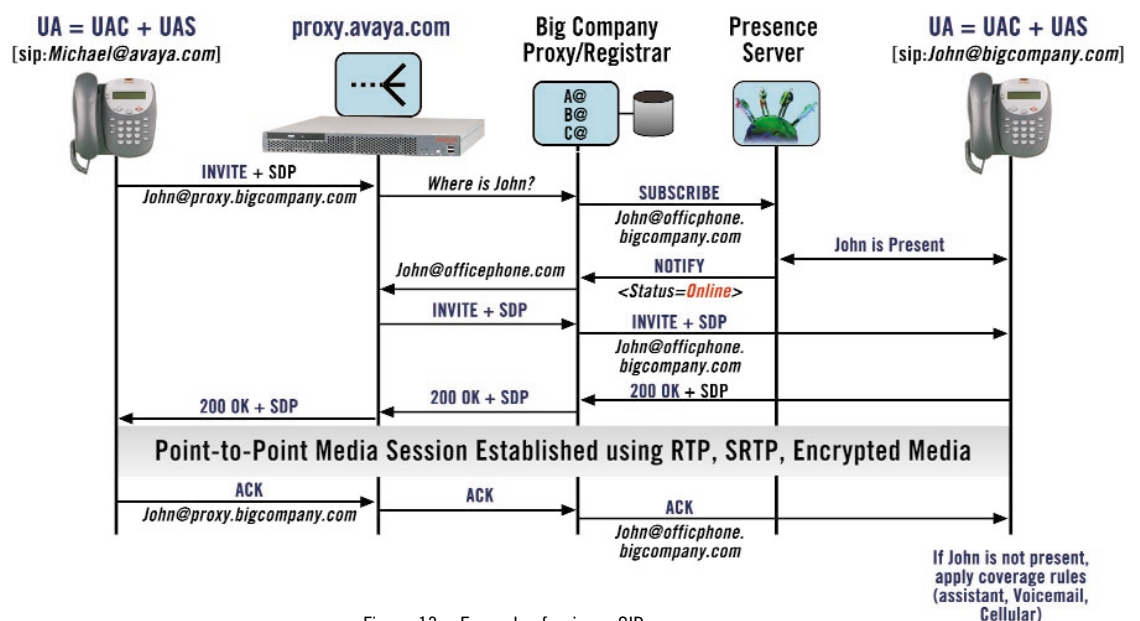 UA = UAC + UAS
[sip:Michael@avaya.com]
proxy.avaya.com
Big Company
Proxy/Registrar
Presence
Server
UA = UAC + UAS
[sip:John@bigcompany.com]
A@
B@
C@
INVITE + SDP
John@proxy.bigcompany.com
Where is John?
SUBSCRIBE
John@officphone.
bigcompany.com
John is Present
John@officephone.com
NOTIFY
<Status=Online>
INVITE + SDP
INVITE + SDP
John@officphone.
bigcompany.com
200 OK + SDP
200 OK + SDP
200 OK + SDP
Point-to-Point Media Session Established using RTP, SRTP, Encrypted Media
ACK
John@proxy.bigcompany.com
ACK
ACK
John@officphone.
bigcompany.com
If John is not present,
apply coverage rules
(assistant, Voicemail,
Cellular)